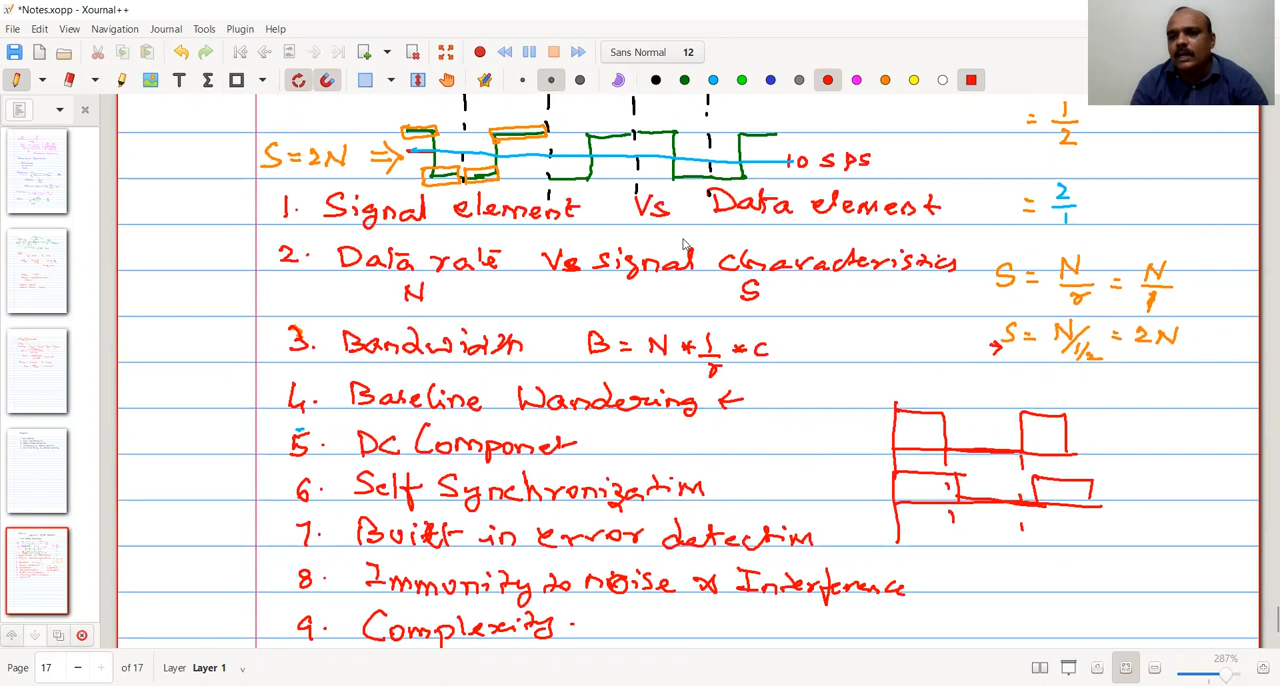 *Notes.xopp - Xournal++
File Edit View Navigation Journal Tools Plugin Help
Sans Normal 12
= 1/2
S = 2N ⇒ 10 SPS
1. Signal element Vs Data element = 2/1
2. Data rate Vs signal characteristics
N S
S = N/r = N/1
3. Bandwidth B = N * 1/r * C
→ S = N/1/2 = 2N
4. Baseline Wandering ←
5. DC Componet
6. Self Synchronization
7. Built in error detection
8. Immunity to noise & Interference
9. Complexity.
Page 17 of 17 Layer Layer 1
287%